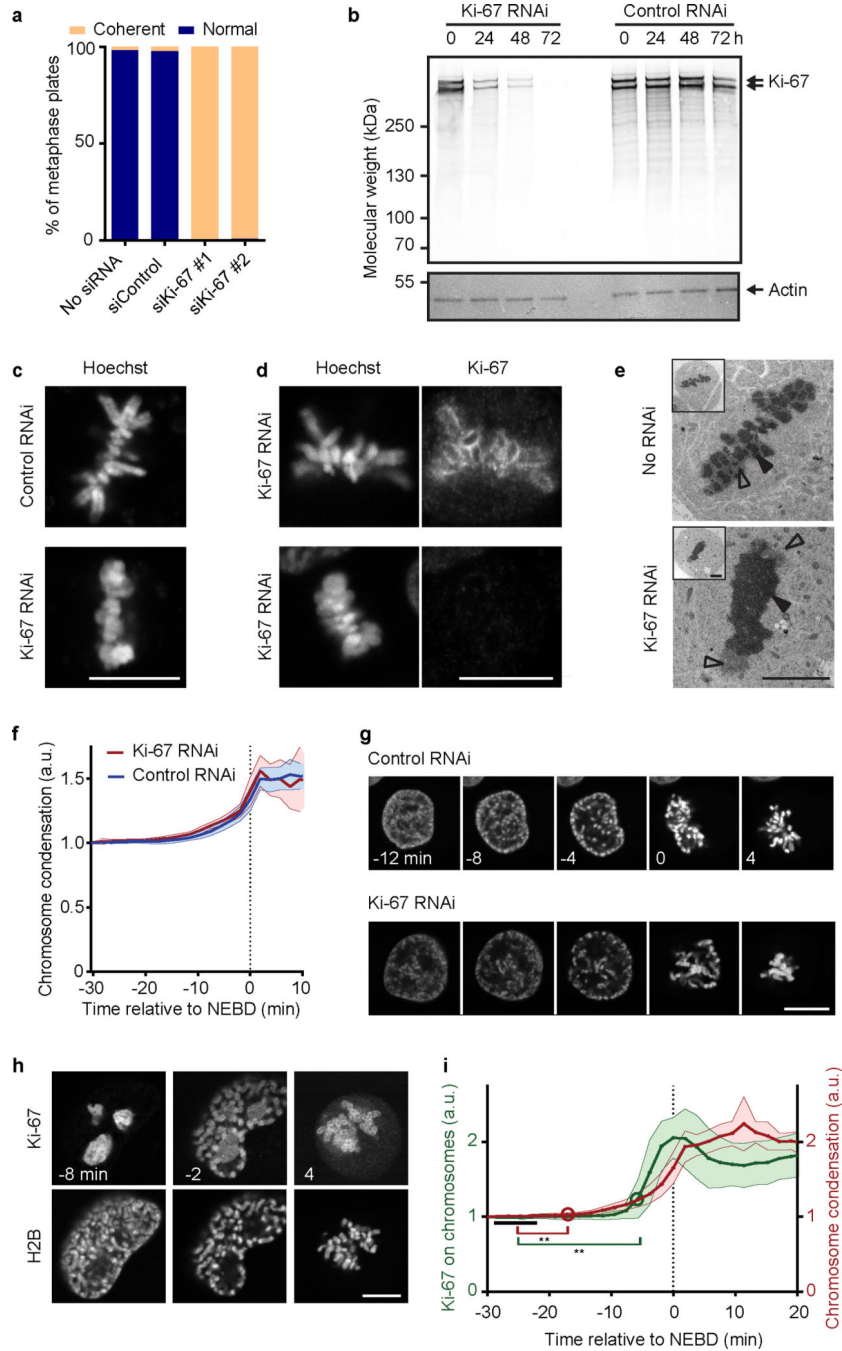 a
Coherent Normal
% of metaphase plates
100
50
0
No siRNA
siControl
siKi-67 #1
siKi-67 #2
b
Ki-67 RNAi Control RNAi
0 24 48 72 0 24 48 72 h
Molecular weight (kDa)
250
130
100
70
55
Ki-67
Actin
c
Hoechst
Control RNAi
Ki-67 RNAi
d
Hoechst Ki-67
Ki-67 RNAi
Ki-67 RNAi
e
No RNAi
Ki-67 RNAi
f
Chromosome condensation (a.u.)
Ki-67 RNAi
Control RNAi
1.5
1.0
0.5
0
-30 -20 -10 0 10
Time relative to NEBD (min)
g
Control RNAi
-12 min -8 -4 0 4
Ki-67 RNAi
h
Ki-67
-8 min -2 4
H2B
i
Ki-67 on chromosomes (a.u.)
Chromosome condensation (a.u.)
2 2
1 1
**
**
0 0
-30 -20 -10 0 10 20
Time relative to NEBD (min)